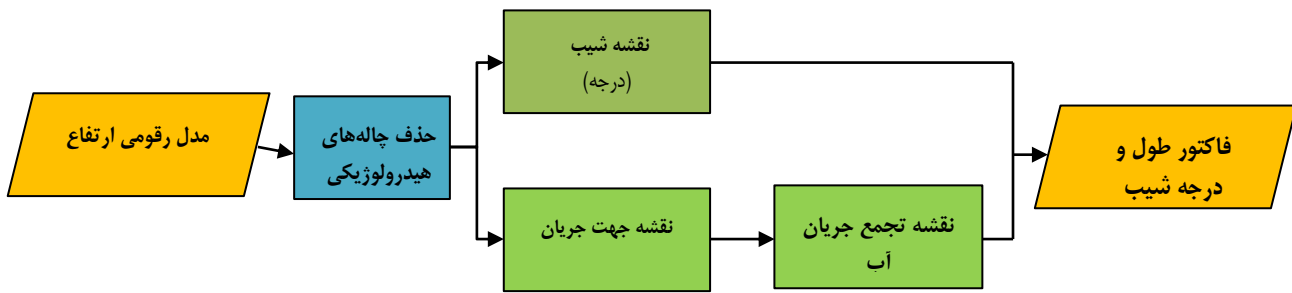 مدل رقومی ارتفاع
حذف چاله‌های
هیدرولوژیکی
نقشه شیب
(درجه)
نقشه جهت جریان
نقشه تجمع جریان
آب
فاکتور طول و
درجه شیب